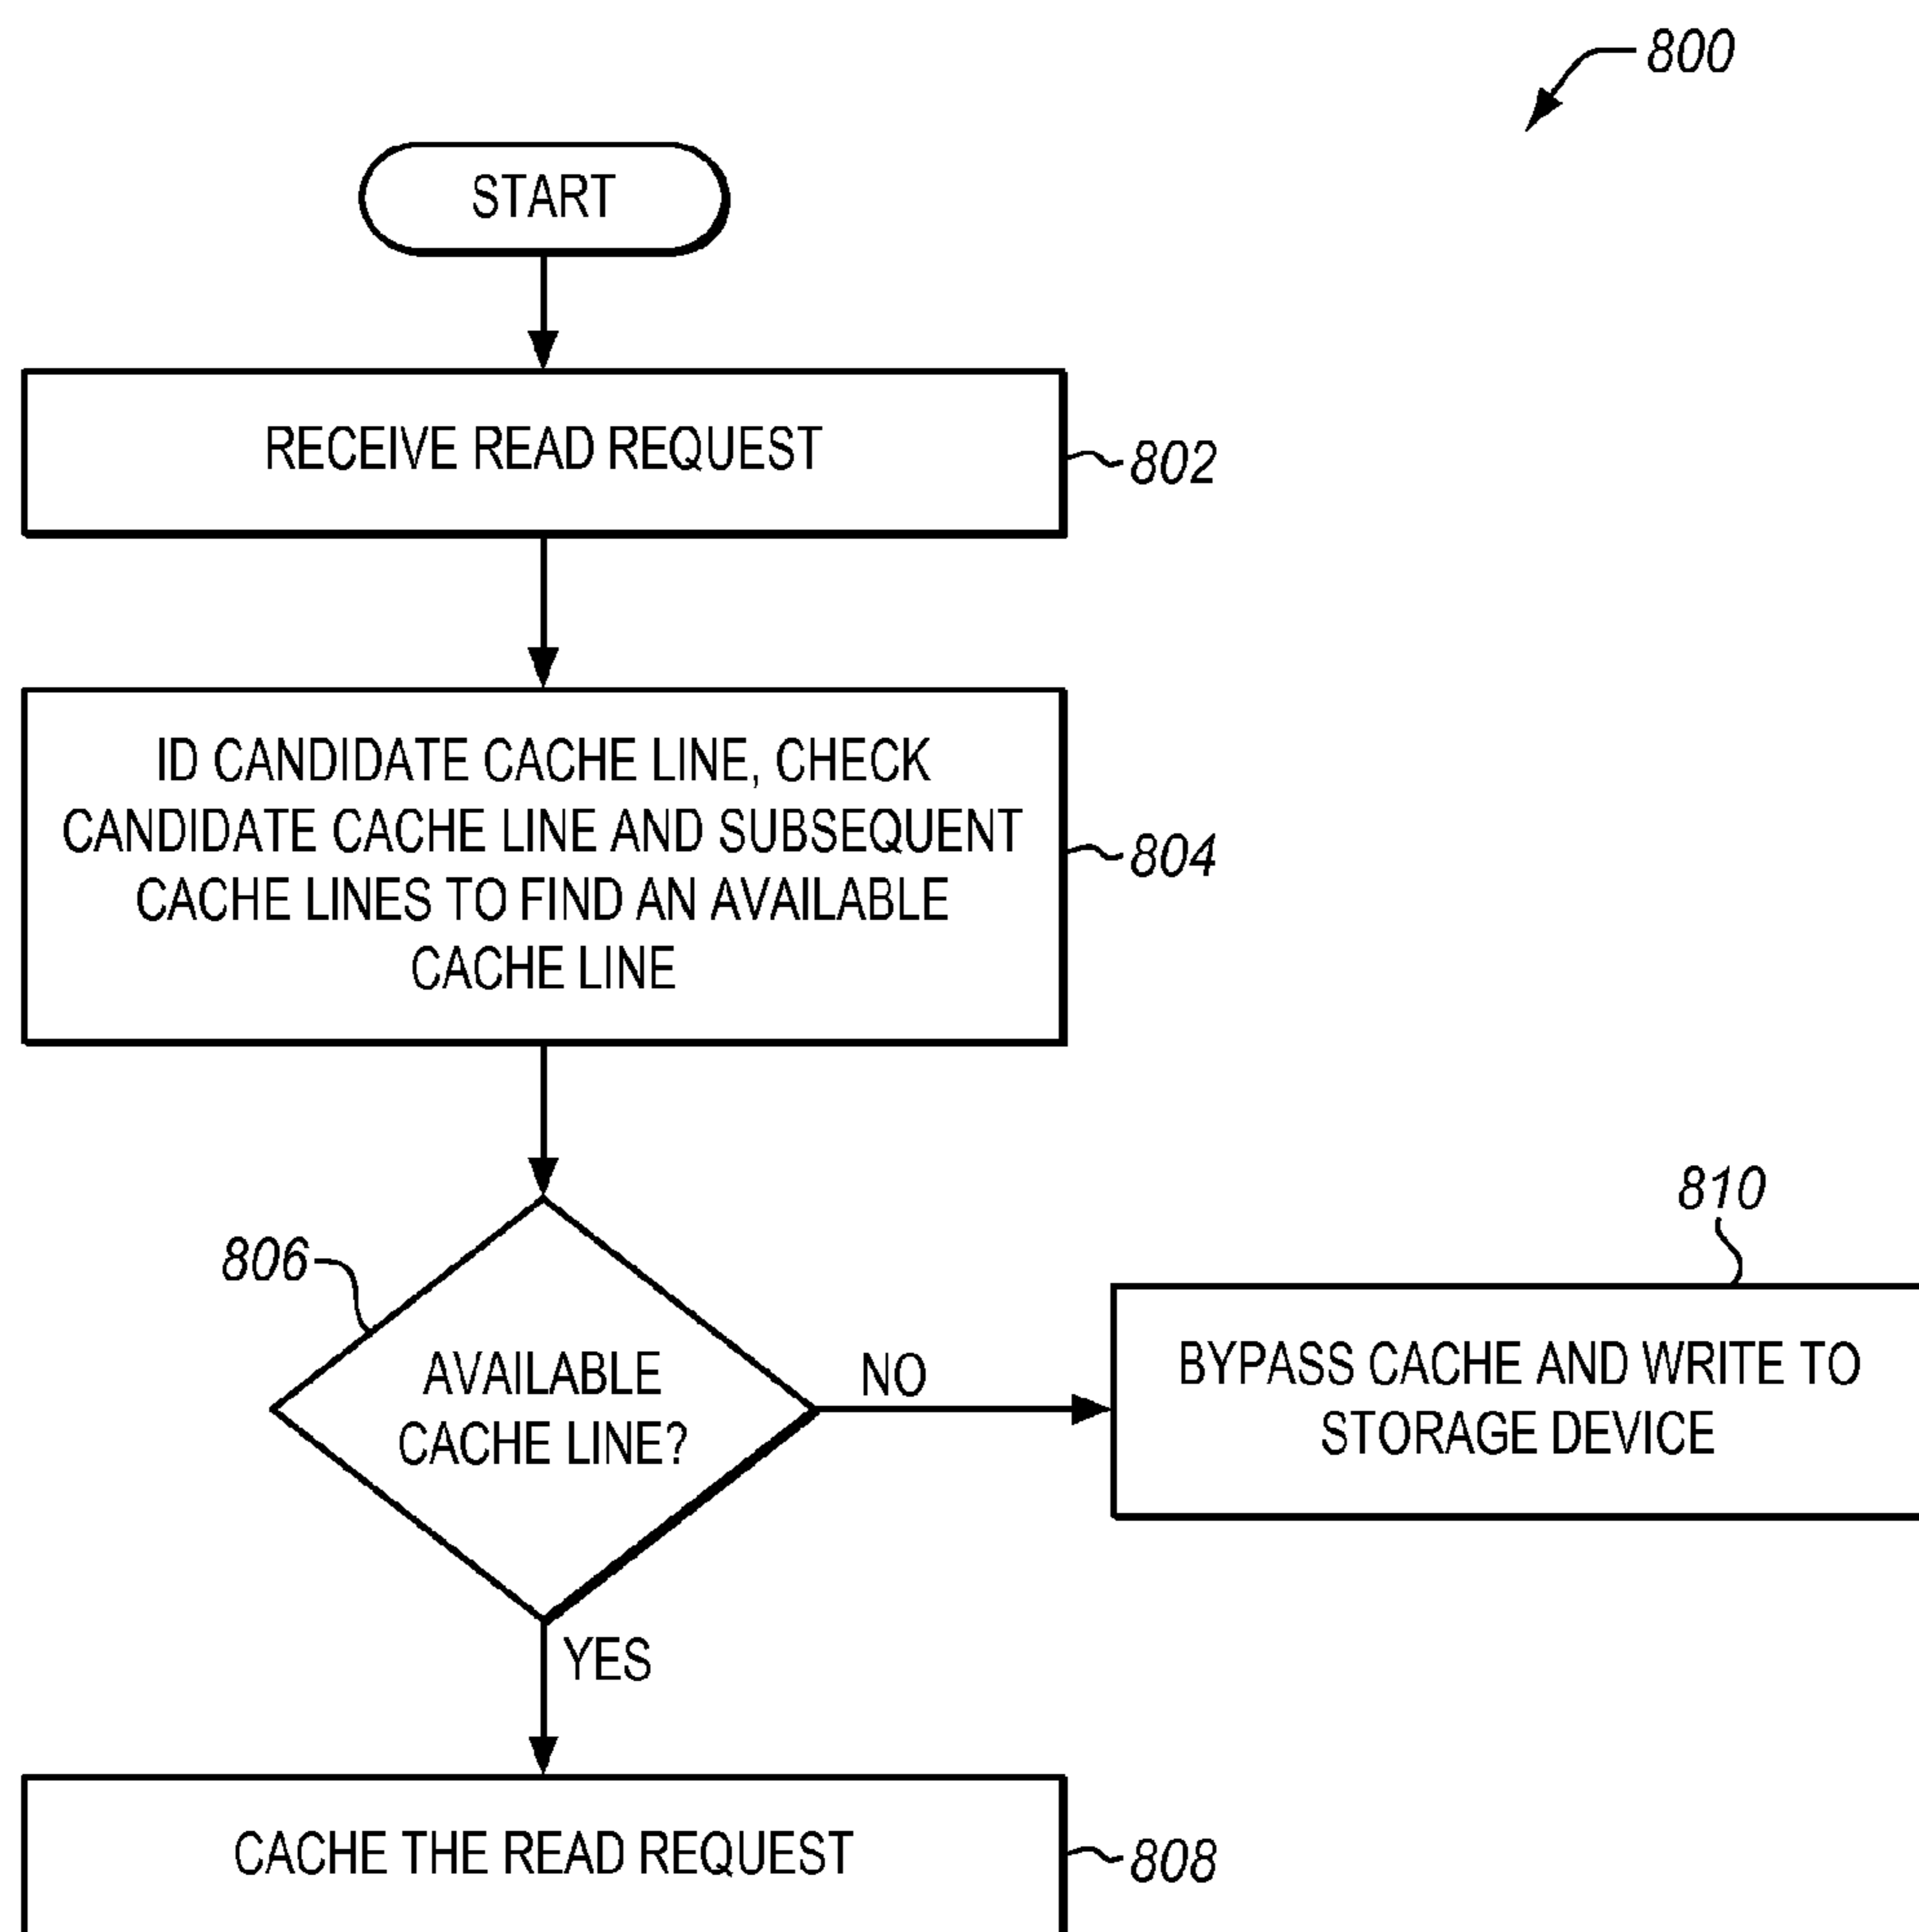 800
START
RECEIVE READ REQUEST
802
ID CANDIDATE CACHE LINE, CHECK
CANDIDATE CACHE LINE AND SUBSEQUENT
CACHE LINES TO FIND AN AVAILABLE
CACHE LINE
804
806
AVAILABLE
CACHE LINE?
NO
810
BYPASS CACHE AND WRITE TO
STORAGE DEVICE
YES
CACHE THE READ REQUEST
808